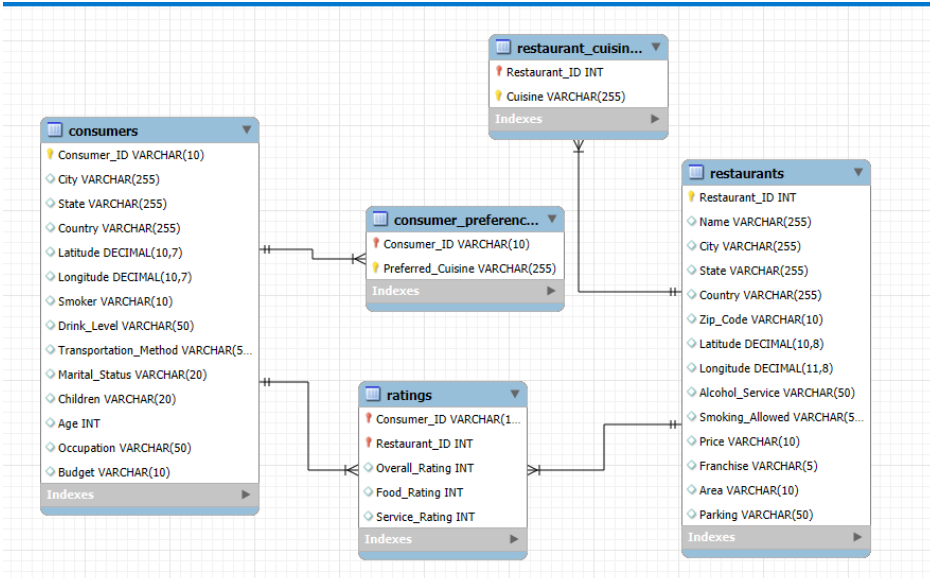 restaurant_cuisin...
Restaurant_ID INT
Cuisine VARCHAR(255)
Indexes
consumers
Consumer_ID VARCHAR(10)
City VARCHAR(255)
State VARCHAR(255)
Country VARCHAR(255)
Latitude DECIMAL(10,7)
Longitude DECIMAL(10,7)
Smoker VARCHAR(10)
Drink_Level VARCHAR(50)
Transportation_Method VARCHAR(5...
Marital_Status VARCHAR(20)
Children VARCHAR(20)
Age INT
Occupation VARCHAR(50)
Budget VARCHAR(10)
Indexes
consumer_preferenc...
Consumer_ID VARCHAR(10)
Preferred_Cuisine VARCHAR(255)
Indexes
ratings
Consumer_ID VARCHAR(1...
Restaurant_ID INT
Overall_Rating INT
Food_Rating INT
Service_Rating INT
Indexes
restaurants
Restaurant_ID INT
Name VARCHAR(255)
City VARCHAR(255)
State VARCHAR(255)
Country VARCHAR(255)
Zip_Code VARCHAR(10)
Latitude DECIMAL(10,8)
Longitude DECIMAL(11,8)
Alcohol_Service VARCHAR(50)
Smoking_Allowed VARCHAR(5...
Price VARCHAR(10)
Franchise VARCHAR(5)
Area VARCHAR(10)
Parking VARCHAR(50)
Indexes